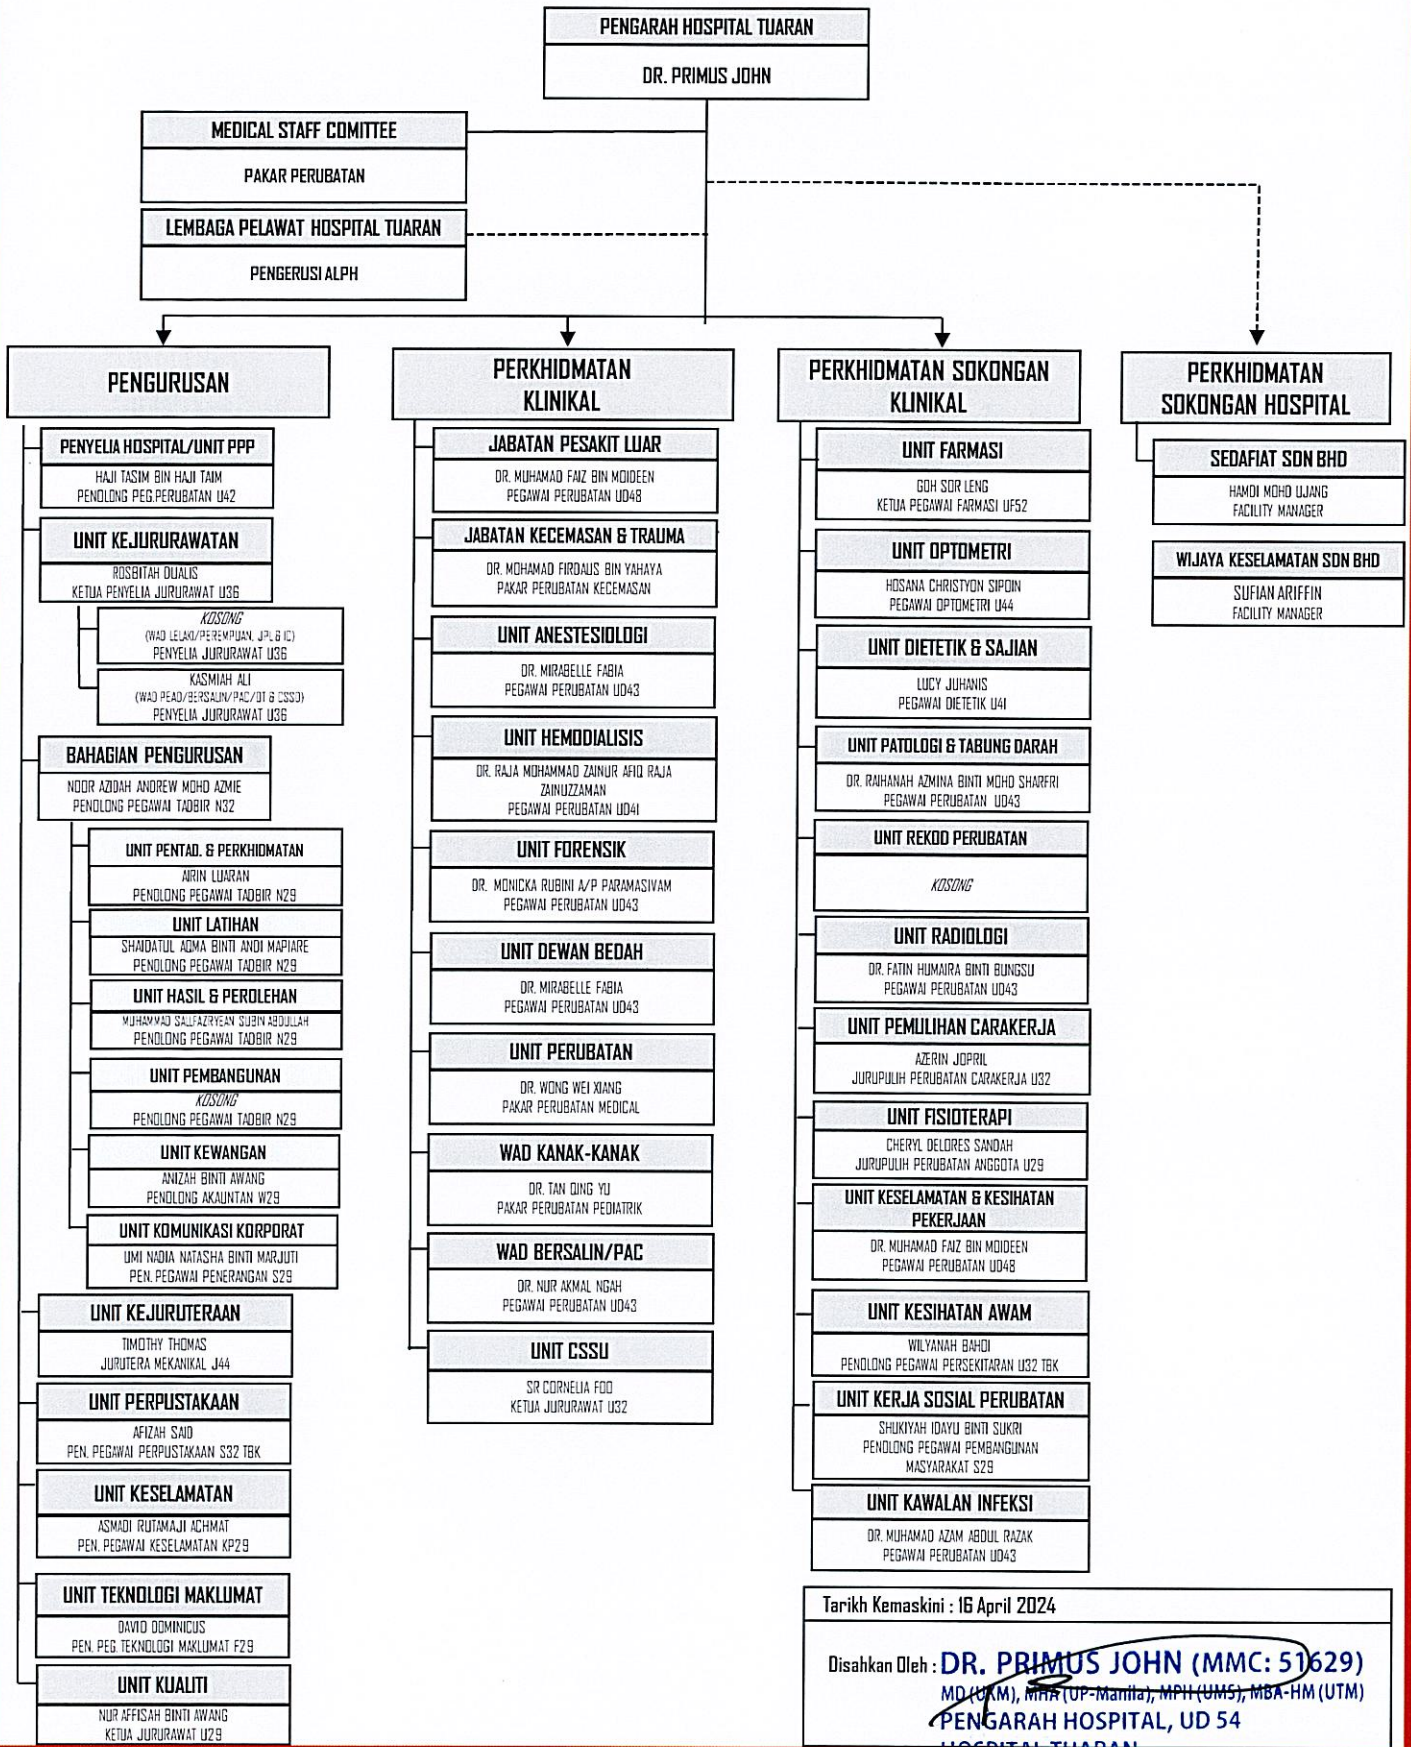 PENGARAH HOSPITAL TUARAN
DR. PRIMUS JOHN
MEDICAL STAFF COMITTEE
PAKAR PERUBATAN
LEMBAGA PELAWAT HOSPITAL TUARAN
PENGERUSI ALPH
PENGURUSAN
PENYELIA HOSPITAL/UNIT PPP
HAJI TASIM BIN HAJI TAIM
PENOLONG PEG.PERUBATAN U42
UNIT KEJURURAWATAN
ROSBITAH DUALIS
KETUA PENYELIA JURURAWAT U36
KOSONG
(WAD LELAKI/PEREMPUAN, JPL & IC)
PENYELIA JURURAWAT U36
KASMIAH ALI
(WAD PEAD/BERSALIN/PAC/OT & CSSD)
PENYELIA JURURAWAT U36
BAHAGIAN PENGURUSAN
NOOR AZIDAH ANDREW MOHD AZMIE
PENOLONG PEGAWAI TADBIR N32
UNIT PENTAD. & PERKHIDMATAN
AIRIN LUARAN
PENOLONG PEGAWAI TADBIR N29
UNIT LATIHAN
SHAIDATUL AQMA BINTI ANDI MAPIARE
PENOLONG PEGAWAI TADBIR N29
UNIT HASIL & PEROLEHAN
MUHAMMAD SALLFAZRYEAN SUBIN ABDULLAH
PENOLONG PEGAWAI TADBIR N29
UNIT PEMBANGUNAN
KOSONG
PENOLONG PEGAWAI TADBIR N29
UNIT KEWANGAN
ANIZAH BINTI AWANG
PENOLONG AKAUNTAN W29
UNIT KOMUNIKASI KORPORAT
UMI NADIA NATASHA BINTI MARJUTI
PEN. PEGAWAI PENERANGAN S29
UNIT KEJURUTERAAN
TIMOTHY THOMAS
JURUTERA MEKANIKAL J44
UNIT PERPUSTAKAAN
AFIZAH SAID
PEN. PEGAWAI PERPUSTAKAAN S32 TBK
UNIT KESELAMATAN
ASMADI RUTAMAJI ACHMAT
PEN. PEGAWAI KESELAMATAN KP29
UNIT TEKNOLOGI MAKLUMAT
DAVID DOMINICUS
PEN. PEG. TEKNOLOGI MAKLUMAT F29
UNIT KUALITI
NUR AFFISAH BINTI AWANG
KETUA JURURAWAT U29
PERKHIDMATAN
KLINIKAL
JABATAN PESAKIT LUAR
DR. MUHAMAD FAIZ BIN MOIDEEN
PEGAWAI PERUBATAN UD48
JABATAN KECEMASAN & TRAUMA
DR. MOHAMAD FIRDAUS BIN YAHAYA
PAKAR PERUBATAN KECEMASAN
UNIT ANESTESIOLOGI
DR. MIRABELLE FABIA
PEGAWAI PERUBATAN UD43
UNIT HEMODIALISIS
DR. RAJA MOHAMMAD ZAINUR AFIQ RAJA
ZAINUZZAMAN
PEGAWAI PERUBATAN UD41
UNIT FORENSIK
DR. MONICKA RUBINI A/P PARAMASIVAM
PEGAWAI PERUBATAN UD43
UNIT DEWAN BEDAH
DR. MIRABELLE FABIA
PEGAWAI PERUBATAN UD43
UNIT PERUBATAN
DR. WONG WEI XIANG
PAKAR PERUBATAN MEDICAL
WAD KANAK-KANAK
DR. TAN QING YU
PAKAR PERUBATAN PEDIATRIK
WAD BERSALIN/PAC
DR. NUR AKMAL NGAH
PEGAWAI PERUBATAN UD43
UNIT CSSU
SR CORNELIA FOO
KETUA JURURAWAT U32
PERKHIDMATAN SOKONGAN
KLINIKAL
UNIT FARMASI
GOH SOR LENG
KETUA PEGAWAI FARMASI UF52
UNIT OPTOMETRI
HOSANA CHRISTYON SIPOIN
PEGAWAI OPTOMETRI U44
UNIT DIETETIK & SAJIAN
LUCY JUHANIS
PEGAWAI DIETETIK U41
UNIT PATOLOGI & TABUNG DARAH
DR. RAIHANAH AZMINA BINTI MOHD SHARFRI
PEGAWAI PERUBATAN UD43
UNIT REKOD PERUBATAN
KOSONG
UNIT RADIOLOGI
DR. FATIN HUMAIRA BINTI BUNGSU
PEGAWAI PERUBATAN UD43
UNIT PEMULIHAN CARAKERJA
AZERIN JOPRIL
JURUPULIH PERUBATAN CARAKERJA U32
UNIT FISIOTERAPI
CHERYL DELORES SANDAH
JURUPULIH PERUBATAN ANGGOTA U29
UNIT KESELAMATAN & KESIHATAN
PEKERJAAN
DR. MUHAMAD FAIZ BIN MOIDEEN
PEGAWAI PERUBATAN UD48
UNIT KESIHATAN AWAM
WILYANAH BAHDI
PENOLONG PEGAWAI PERSEKITARAN U32 TBK
UNIT KERJA SOSIAL PERUBATAN
SHUKIYAH IDAYU BINTI SUKRI
PENOLONG PEGAWAI PEMBANGUNAN
MASYARAKAT S29
UNIT KAWALAN INFEKSI
DR. MUHAMAD AZAM ABDUL RAZAK
PEGAWAI PERUBATAN UD43
PERKHIDMATAN
SOKONGAN HOSPITAL
SEDAFIAT SDN BHD
HAMDI MOHD UJANG
FACILITY MANAGER
WIJAYA KESELAMATAN SDN BHD
SUFIAN ARIFFIN
FACILITY MANAGER
Tarikh Kemaskini : 16 April 2024
Disahkan Oleh : DR. PRIMUS JOHN (MMC: 51629)
MD (UKM), MHA (UP-Manila), MPH (UMS), MBA-HM (UTM)
PENGARAH HOSPITAL, UD 54
HOSPITAL TUARAN